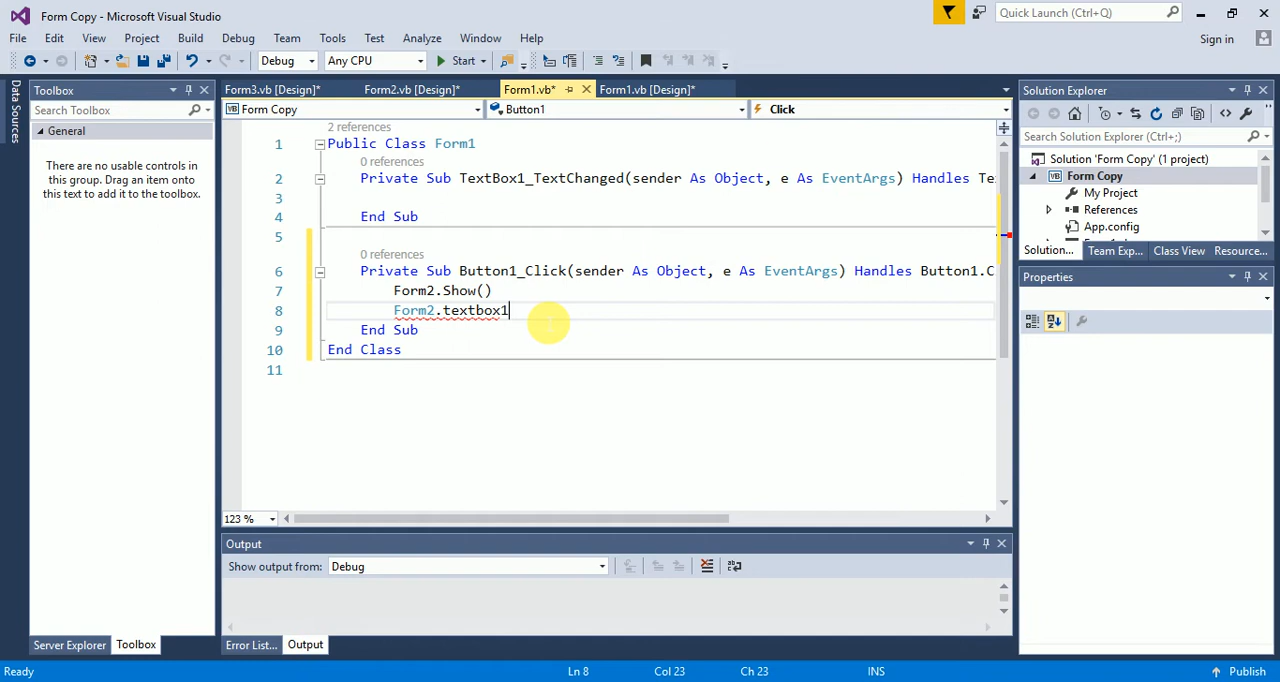 Form Copy - Microsoft Visual Studio
Quick Launch (Ctrl+Q)
File Edit View Project Build Debug Team Tools Test Analyze Window Help
Sign in
Debug Any CPU Start
Data Sources
Toolbox
Search Toolbox
General
There are no usable controls in
this group. Drag an item onto
this text to add it to the toolbox.
Server Explorer Toolbox
Form3.vb [Design]* Form2.vb [Design]* Form1.vb* Form1.vb [Design]*
Form Copy Button1 Click
2 references
1 Public Class Form1
0 references
2 Private Sub TextBox1_TextChanged(sender As Object, e As EventArgs) Handles Te
3
4 End Sub
5
0 references
6 Private Sub Button1_Click(sender As Object, e As EventArgs) Handles Button1.C
7 Form2.Show()
8 Form2.textbox1
9 End Sub
10 End Class
11
123 %
Output
Show output from: Debug
Error List... Output
Solution Explorer
Search Solution Explorer (Ctrl+;)
Solution 'Form Copy' (1 project)
VB Form Copy
My Project
References
App.config
Solution... Team Exp... Class View Resource...
Properties
Ready Ln 8 Col 23 Ch 23 INS Publish